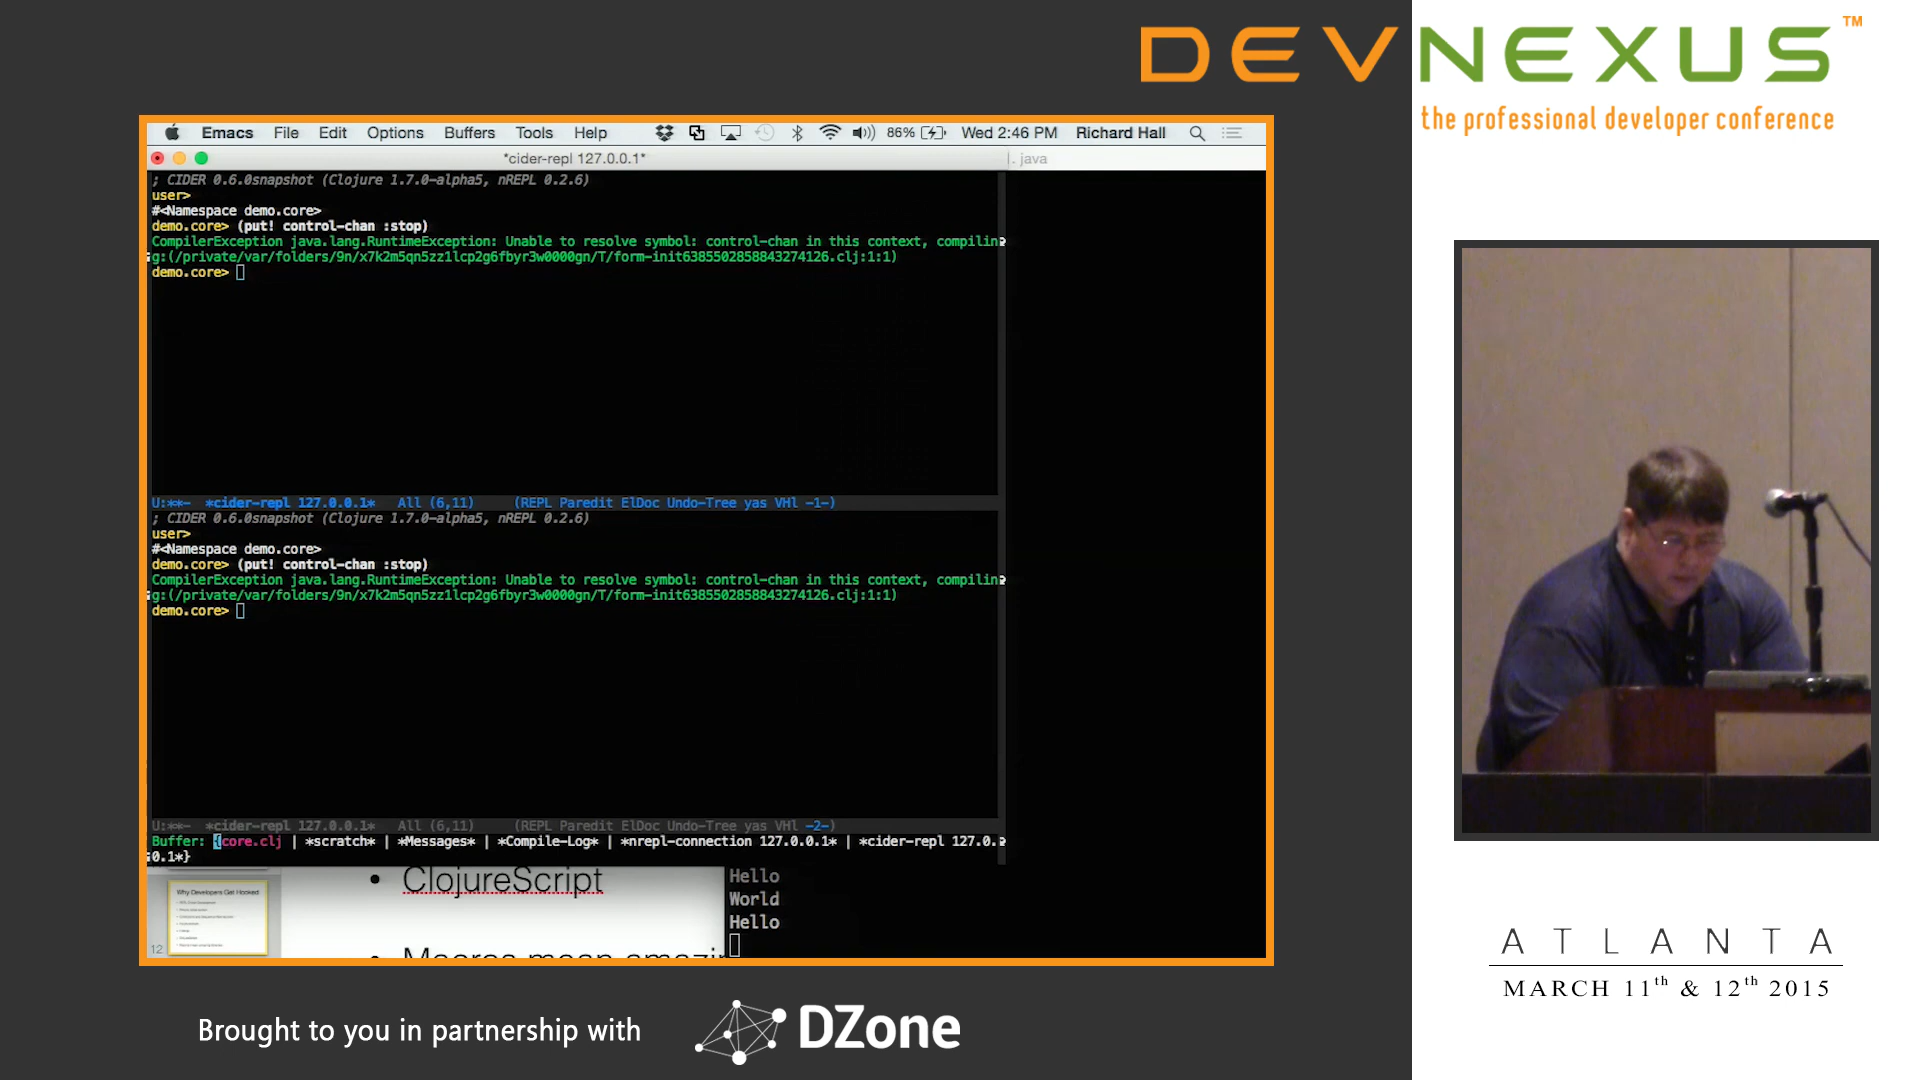 DEVNEXUS™
the professional developer conference
Emacs File Edit Options Buffers Tools Help 86% Wed 2:46 PM Richard Hall
*cider-repl 127.0.0.1*
. java
; CIDER 0.6.0snapshot (Clojure 1.7.0-alpha5, nREPL 0.2.6)
user>
#<Namespace demo.core>
demo.core> (put! control-chan :stop)
CompilerException java.lang.RuntimeException: Unable to resolve symbol: control-chan in this context, compilin
g:(/private/var/folders/9n/x7k2m5qn5zz1lcp2g6fbyr3w0000gn/T/form-init6385502858843274126.clj:1:1)
demo.core>
U:**- *cider-repl 127.0.0.1* All (6,11) (REPL Paredit ElDoc Undo-Tree yas VHl -1-)
; CIDER 0.6.0snapshot (Clojure 1.7.0-alpha5, nREPL 0.2.6)
user>
#<Namespace demo.core>
demo.core> (put! control-chan :stop)
CompilerException java.lang.RuntimeException: Unable to resolve symbol: control-chan in this context, compilin
g:(/private/var/folders/9n/x7k2m5qn5zz1lcp2g6fbyr3w0000gn/T/form-init6385502858843274126.clj:1:1)
demo.core>
U:**- *cider-repl 127.0.0.1* All (6,11) (REPL Paredit ElDoc Undo-Tree yas VHl -2-)
Buffer: {core.clj | *scratch* | *Messages* | *Compile-Log* | *nrepl-connection 127.0.0.1* | *cider-repl 127.0.
0.1*}
Why Developers Get Hooked
12
• ClojureScript
• Macros mean amazin
Hello
World
Hello
ATLANTA
MARCH 11th & 12th 2015
Brought to you in partnership with
DZone